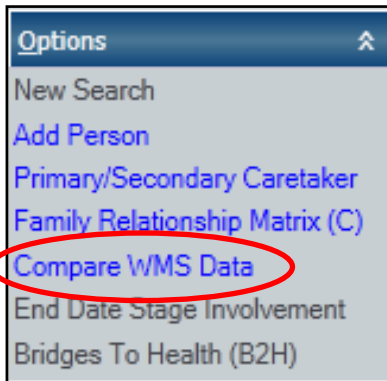 Options
New Search
Add Person
Primary/Secondary Caretaker
Family Relationship Matrix (C)
Compare WMS Data
End Date Stage Involvement
Bridges To Health (B2H)